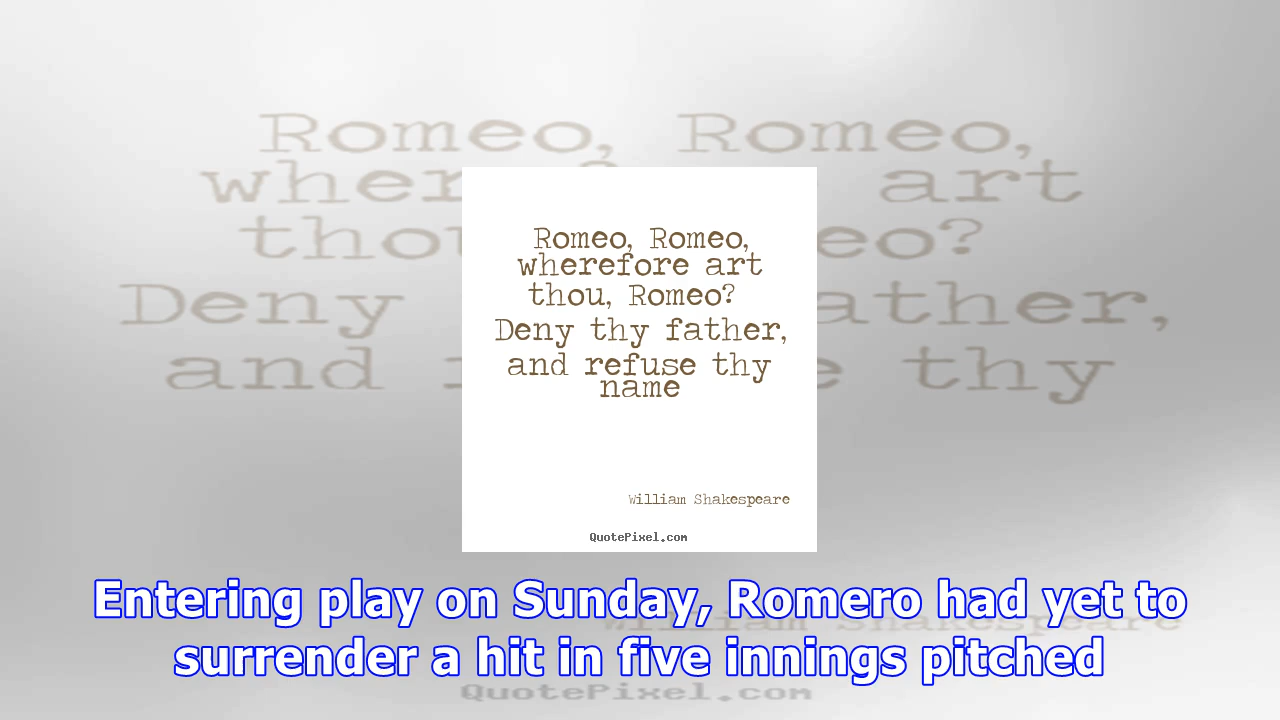 Romeo, Romeo,
wherefore art
thou, Romeo?
Deny thy father,
and refuse thy
name
William Shakespeare
QuotePixel.com
Entering play on Sunday, Romero had yet to
surrender a hit in five innings pitched